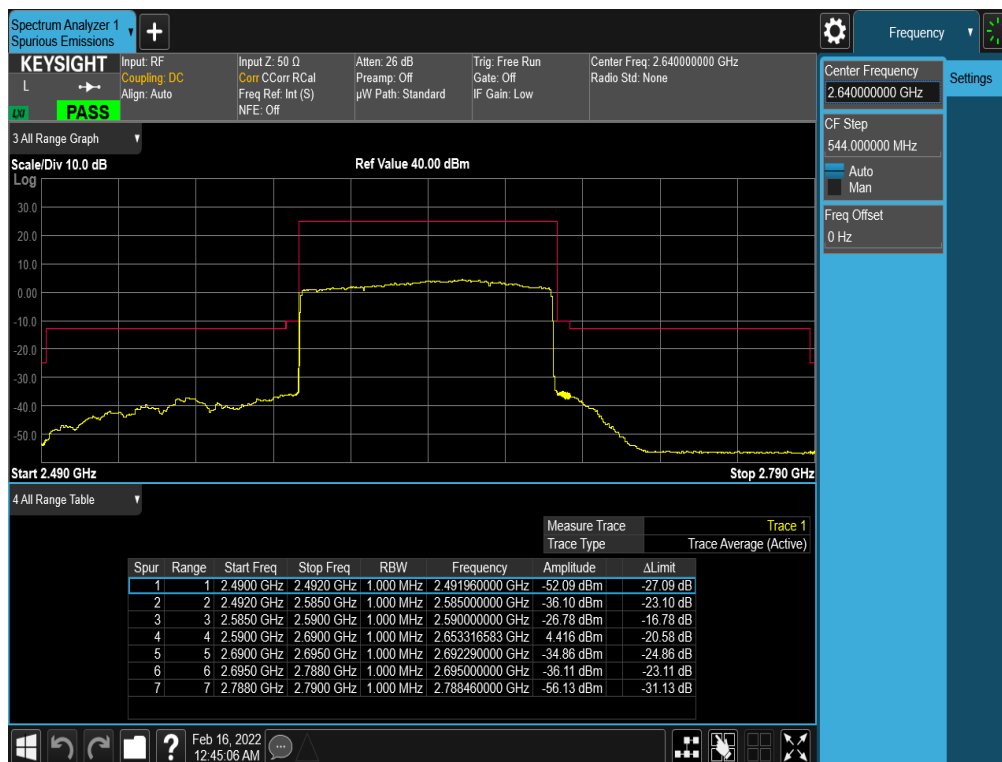 Spectrum Analyzer 1
Spurious Emissions
Frequency
KEYSIGHT
L
LXI
PASS
Input: RF
Coupling: DC
Align: Auto
Input Z: 50 Ω
Corr CCorr RCal
Freq Ref: Int (S)
NFE: Off
Atten: 26 dB
Preamp: Off
µW Path: Standard
Trig: Free Run
Gate: Off
IF Gain: Low
Center Freq: 2.640000000 GHz
Radio Std: None
Center Frequency
2.640000000 GHz
Settings
CF Step
544.000000 MHz
Auto
Man
Freq Offset
0 Hz
3 All Range Graph
Scale/Div 10.0 dB
Ref Value 40.00 dBm
Log
30.0
20.0
10.0
0.00
-10.0
-20.0
-30.0
-40.0
-50.0
Start 2.490 GHz
Stop 2.790 GHz
4 All Range Table
Measure Trace Trace 1
Trace Type Trace Average (Active)
Spur Range Start Freq Stop Freq RBW Frequency Amplitude ΔLimit
1 1 2.4900 GHz 2.4920 GHz 1.000 MHz 2.491960000 GHz -52.09 dBm -27.09 dB
2 2 2.4920 GHz 2.5850 GHz 1.000 MHz 2.585000000 GHz -36.10 dBm -23.10 dB
3 3 2.5850 GHz 2.5900 GHz 1.000 MHz 2.590000000 GHz -26.78 dBm -16.78 dB
4 4 2.5900 GHz 2.6900 GHz 1.000 MHz 2.653316583 GHz 4.416 dBm -20.58 dB
5 5 2.6900 GHz 2.6950 GHz 1.000 MHz 2.692290000 GHz -34.86 dBm -24.86 dB
6 6 2.6950 GHz 2.7880 GHz 1.000 MHz 2.695000000 GHz -36.11 dBm -23.11 dB
7 7 2.7880 GHz 2.7900 GHz 1.000 MHz 2.788460000 GHz -56.13 dBm -31.13 dB
Feb 16, 2022
12:45:06 AM